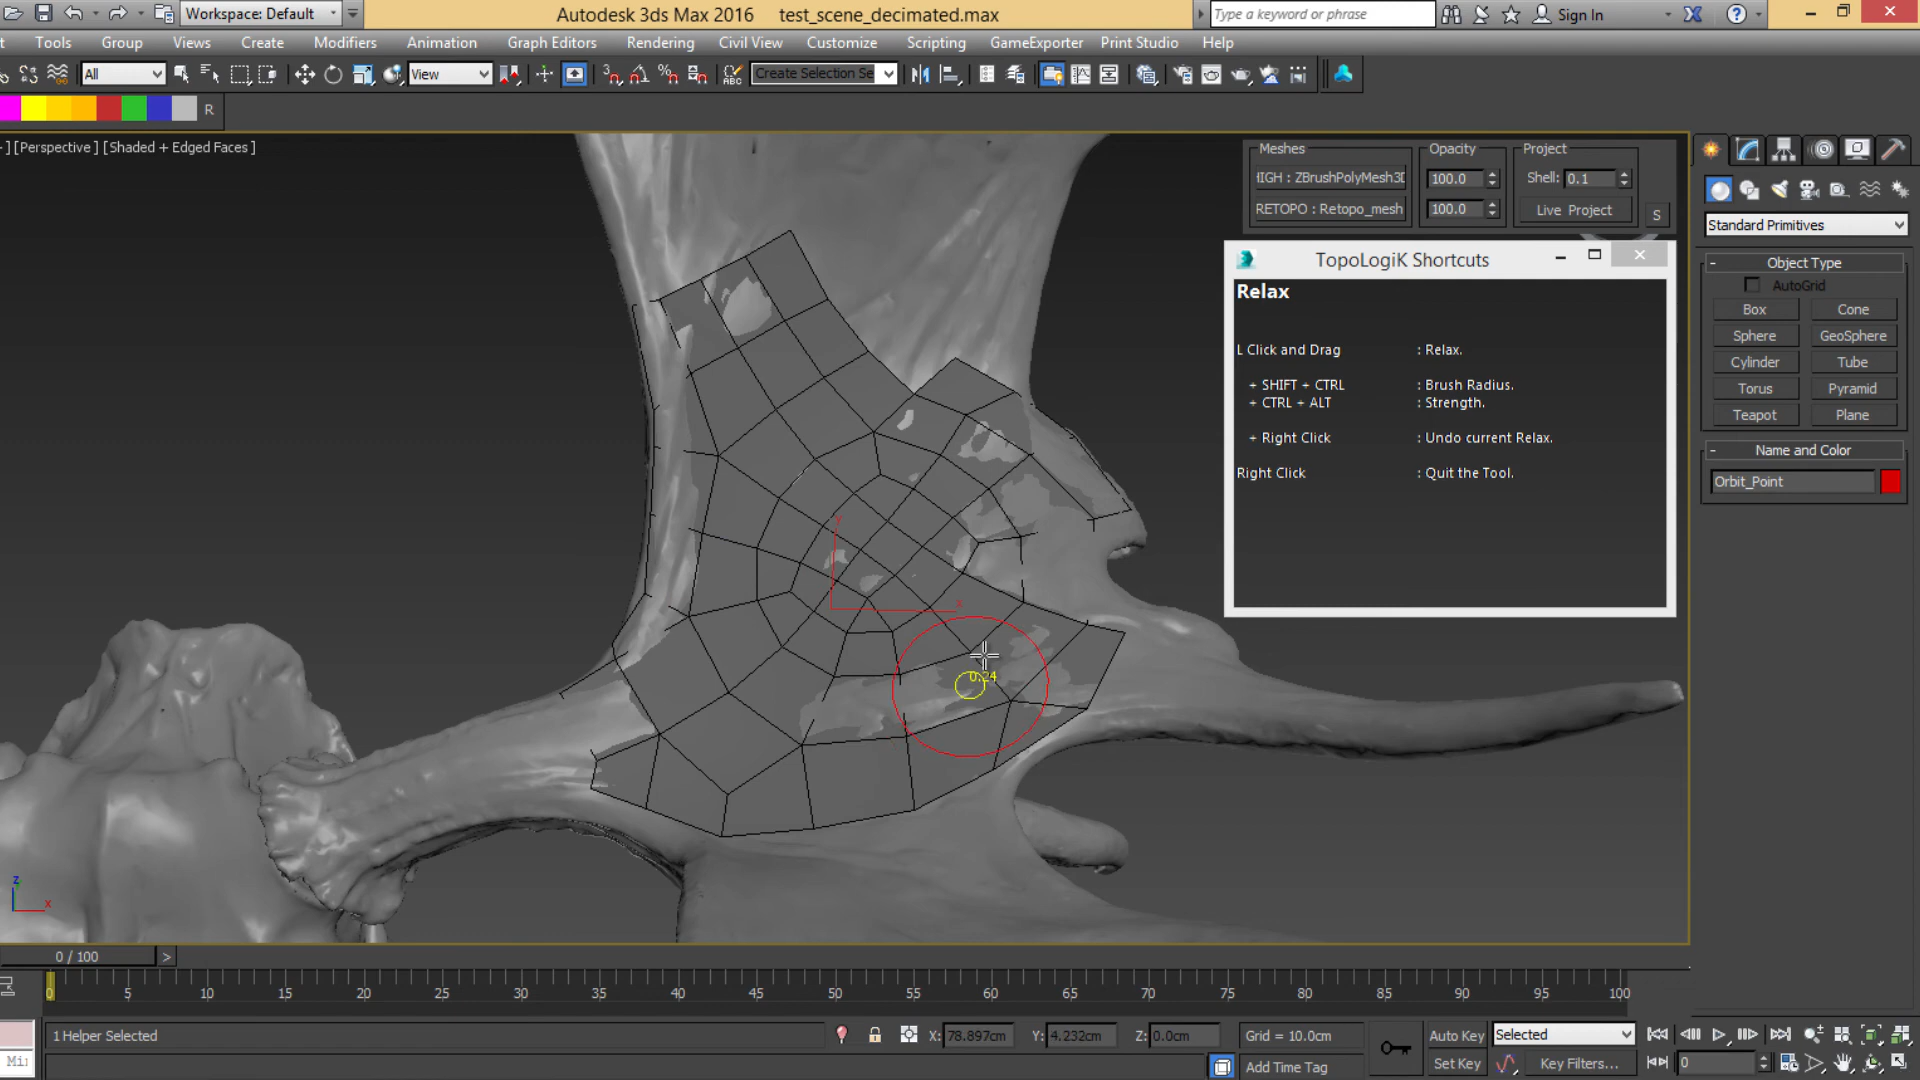 Workspace: Default
Autodesk 3ds Max 2016 test_scene_decimated.max
Type a keyword or phrase
Sign In
Tools Group Views Create Modifiers Animation Graph Editors Rendering Civil View Customize Scripting GameExporter Print Studio Help
All
View
ABC
Create Selection Se
R
] [Perspective ] [Shaded + Edged Faces ]
Meshes
Opacity
Project
HIGH : ZBrushPolyMesh3D
100.0
Shell: 0.1
RETOPO : Retopo_mesh
100.0
Live Project
S
Standard Primitives
TopoLogiK Shortcuts
Relax
L Click and Drag : Relax.
+ SHIFT + CTRL : Brush Radius.
+ CTRL + ALT : Strength.
+ Right Click : Undo current Relax.
Right Click : Quit the Tool.
- Object Type
AutoGrid
Box Cone
Sphere GeoSphere
Cylinder Tube
Torus Pyramid
Teapot Plane
- Name and Color
Orbit_Point
y
x
0.24
z
x
0 / 100 >
0 5 10 15 20 25 30 35 40 45 50 55 60 65 70 75 80 85 90 95 100
1 Helper Selected
X: 78.897cm Y: 4.232cm Z: 0.0cm
Grid = 10.0cm
Auto Key
Selected
Mi
Add Time Tag
Set Key
Key Filters...
0